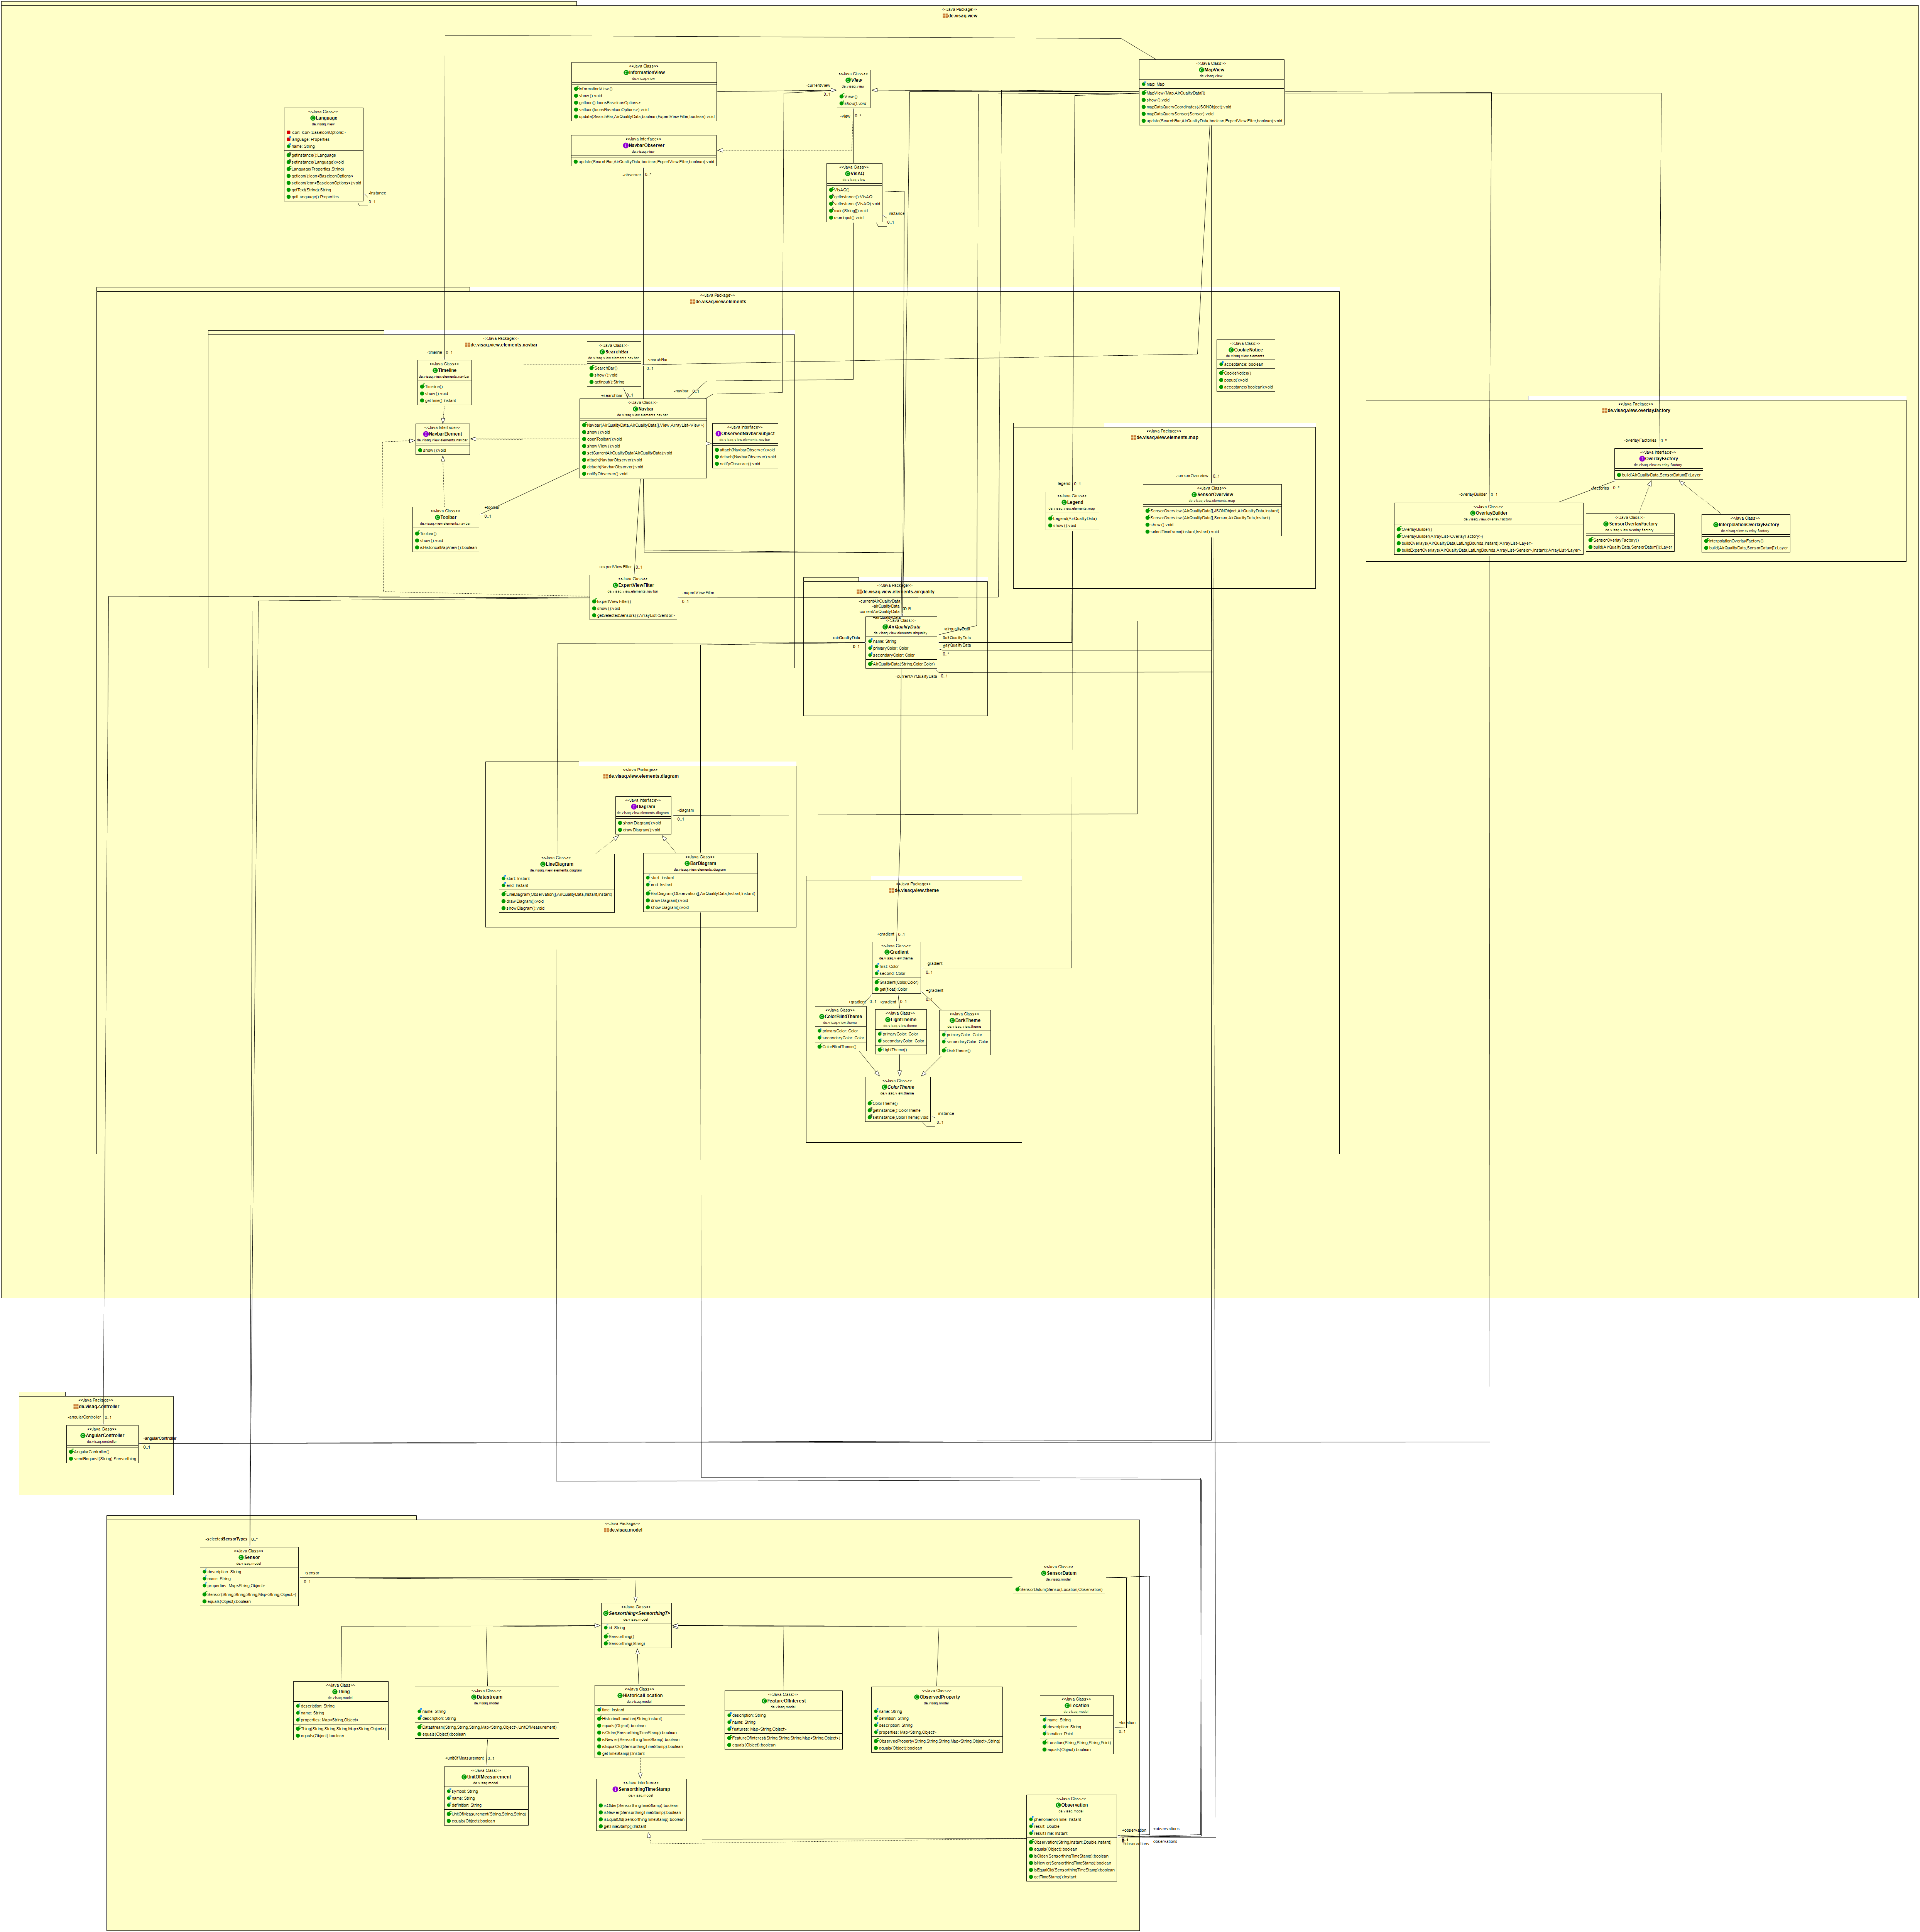 <<Java Package>>
de.visaq.view
<<Java Class>>
MapView
de.visaq.view
map: Map
MapView(Map,AirQualityData[])
show():void
mapDataQueryCoordinates(JSONObject):void
mapDataQuerySensor(Sensor):void
update(SearchBar,AirQualityData,boolean,ExpertViewFilter,boolean):void
<<Java Class>>
InformationView
de.visaq.view
InformationView()
show():void
getIcon():Icon<BaseIconOptions>
setIcon(Icon<BaseIconOptions>):void
update(SearchBar,AirQualityData,boolean,ExpertViewFilter,boolean):void
-currentView
0..1
<<Java Class>>
View
de.visaq.view
View()
show():void
-view
0..*
<<Java Class>>
Language
de.visaq.view
icon: Icon<BaseIconOptions>
language: Properties
name: String
getInstance():Language
setInstance(Language):void
Language(Properties,String)
getIcon():Icon<BaseIconOptions>
setIcon(Icon<BaseIconOptions>):void
getText(String):String
getLanguage():Properties
-instance
0..1
<<Java Interface>>
NavbarObserver
de.visaq.view
update(SearchBar,AirQualityData,boolean,ExpertViewFilter,boolean):void
-observer
0..*
<<Java Class>>
VisAQ
de.visaq.view
VisAQ()
getInstance():VisAQ
setInstance(VisAQ):void
main(String[]):void
userInput():void
-instance
0..1
<<Java Package>>
de.visaq.view.elements
<<Java Package>>
de.visaq.view.elements.navbar
-timeline
0..1
<<Java Class>>
Timeline
de.visaq.view.elements.navbar
Timeline()
show():void
getTime():Instant
<<Java Class>>
SearchBar
de.visaq.view.elements.navbar
SearchBar()
show():void
getInput():String
-searchBar
0..1
+searchBar
0..1
-navbar
0..1
<<Java Class>>
CookieNotice
de.visaq.view.elements
acceptance: boolean
CookieNotice()
popup():void
acceptance(boolean):void
<<Java Class>>
Navbar
de.visaq.view.elements.navbar
Navbar(AirQualityData,AirQualityData[],View,ArrayList<View>)
show():void
openToolbar():void
showView():void
setCurrentAirQualityData(AirQualityData):void
attach(NavbarObserver):void
detach(NavbarObserver):void
notifyObserver():void
<<Java Interface>>
NavbarElement
de.visaq.view.elements.navbar
show():void
<<Java Interface>>
ObservedNavbarSubject
de.visaq.view.elements.navbar
attach(NavbarObserver):void
detach(NavbarObserver):void
notifyObserver():void
<<Java Class>>
Toolbar
de.visaq.view.elements.navbar
Toolbar()
show():void
isHistoricalMapView():boolean
+toolbar
0..1
+expertViewFilter
0..1
<<Java Class>>
ExpertViewFilter
de.visaq.view.elements.navbar
ExpertViewFilter()
show():void
getSelectedSensors():ArrayList<Sensor>
-expertViewFilter
0..1
<<Java Package>>
de.visaq.view.elements.map
-legend
0..1
<<Java Class>>
Legend
de.visaq.view.elements.map
Legend(AirQualityData)
show():void
-sensorOverview
0..1
<<Java Class>>
SensorOverview
de.visaq.view.elements.map
SensorOverview(AirQualityData[],JSONObject,AirQualityData,Instant)
SensorOverview(AirQualityData[],Sensor,AirQualityData,Instant)
show():void
selectTimeframe(Instant,Instant):void
<<Java Package>>
de.visaq.view.overlay.factory
-overlayFactories
0..*
<<Java Interface>>
OverlayFactory
de.visaq.view.overlay.factory
build(AirQualityData,SensorDatum[]):Layer
-factories
0..*
-overlayBuilder
0..1
<<Java Class>>
OverlayBuilder
de.visaq.view.overlay.factory
OverlayBuilder()
OverlayBuilder(ArrayList<OverlayFactory>)
buildOverlays(AirQualityData,LatLngBounds,Instant):ArrayList<Layer>
buildExpertOverlays(AirQualityData,LatLngBounds,ArrayList<Sensor>,Instant):ArrayList<Layer>
<<Java Class>>
SensorOverlayFactory
de.visaq.view.overlay.factory
SensorOverlayFactory()
build(AirQualityData,SensorDatum[]):Layer
<<Java Class>>
InterpolationOverlayFactory
de.visaq.view.overlay.factory
InterpolationOverlayFactory()
build(AirQualityData,SensorDatum[]):Layer
<<Java Package>>
de.visaq.view.elements.airquality
-currentAirQualityData
-airQualityData
-currentAirQualityData
<<Java Class>>
AirQualityData
de.visaq.view.elements.airquality
name: String
primaryColor: Color
secondaryColor: Color
AirQualityData(String,Color,Color)
+airQualityData
0..1
-airqualityData
0..*
-currentAirQualityData
0..1
<<Java Package>>
de.visaq.view.elements.diagram
<<Java Interface>>
Diagram
de.visaq.view.elements.diagram
showDiagram():void
drawDiagram():void
-diagram
0..1
<<Java Class>>
LineDiagram
de.visaq.view.elements.diagram
start: Instant
end: Instant
LineDiagram(Observation[],AirQualityData,Instant,Instant)
drawDiagram():void
showDiagram():void
<<Java Class>>
BarDiagram
de.visaq.view.elements.diagram
start: Instant
end: Instant
BarDiagram(Observation[],AirQualityData,Instant,Instant)
drawDiagram():void
showDiagram():void
<<Java Package>>
de.visaq.view.theme
+gradient
0..1
<<Java Class>>
Gradient
de.visaq.view.theme
first: Color
second: Color
Gradient(Color,Color)
get(float):Color
-gradient
0..1
+gradient
0..1
+gradient
0..1
+gradient
0..1
<<Java Class>>
ColorBlindTheme
de.visaq.view.theme
primaryColor: Color
secondaryColor: Color
ColorBlindTheme()
<<Java Class>>
LightTheme
de.visaq.view.theme
primaryColor: Color
secondaryColor: Color
LightTheme()
<<Java Class>>
DarkTheme
de.visaq.view.theme
primaryColor: Color
secondaryColor: Color
DarkTheme()
<<Java Class>>
ColorTheme
de.visaq.view.theme
ColorTheme()
getInstance():ColorTheme
setInstance(ColorTheme):void
-instance
0..1
<<Java Package>>
de.visaq.controller
-angularController
0..1
<<Java Class>>
AngularController
de.visaq.controller
AngularController()
sendRequest(String):Sensorthing
-angularController
0..1
<<Java Package>>
de.visaq.model
-selectedSensorTypes
0..*
<<Java Class>>
Sensor
de.visaq.model
description: String
name: String
properties: Map<String,Object>
Sensor(String,String,String,Map<String,Object>)
equals(Object):boolean
+sensor
0..1
<<Java Class>>
SensorDatum
de.visaq.model
SensorDatum(Sensor,Location,Observation)
<<Java Class>>
Sensorthing<SensorthingT>
de.visaq.model
id: String
Sensorthing()
Sensorthing(String)
<<Java Class>>
Thing
de.visaq.model
description: String
name: String
properties: Map<String,Object>
Thing(String,String,String,Map<String,Object>)
equals(Object):boolean
<<Java Class>>
Datastream
de.visaq.model
name: String
description: String
Datastream(String,String,String,Map<String,Object>,UnitOfMeasurement)
equals(Object):boolean
+unitOfMeasurement
0..1
<<Java Class>>
UnitOfMeasurement
de.visaq.model
symbol: String
name: String
definition: String
UnitOfMeasurement(String,String,String)
equals(Object):boolean
<<Java Class>>
HistoricalLocation
de.visaq.model
time: Instant
HistoricalLocation(String,Instant)
equals(Object):boolean
isOlder(SensorthingTimeStamp):boolean
isNewer(SensorthingTimeStamp):boolean
isEqualOld(SensorthingTimeStamp):boolean
getTimeStamp():Instant
<<Java Interface>>
SensorthingTimeStamp
de.visaq.model
isOlder(SensorthingTimeStamp):boolean
isNewer(SensorthingTimeStamp):boolean
isEqualOld(SensorthingTimeStamp):boolean
getTimeStamp():Instant
<<Java Class>>
FeatureOfInterest
de.visaq.model
description: String
name: String
features: Map<String,Object>
FeatureOfInterest(String,String,String,Map<String,Object>)
equals(Object):boolean
<<Java Class>>
ObservedProperty
de.visaq.model
name: String
definition: String
description: String
properties: Map<String,Object>
ObservedProperty(String,String,String,Map<String,Object>,String)
equals(Object):boolean
<<Java Class>>
Location
de.visaq.model
name: String
description: String
location: Point
Location(String,String,String,Point)
equals(Object):boolean
+location
0..1
<<Java Class>>
Observation
de.visaq.model
phenomenonTime: Instant
result: Double
resultTime: Instant
Observation(String,Instant,Double,Instant)
equals(Object):boolean
isOlder(SensorthingTimeStamp):boolean
isNewer(SensorthingTimeStamp):boolean
isEqualOld(SensorthingTimeStamp):boolean
getTimeStamp():Instant
+observation
+observations
+observations
-observations